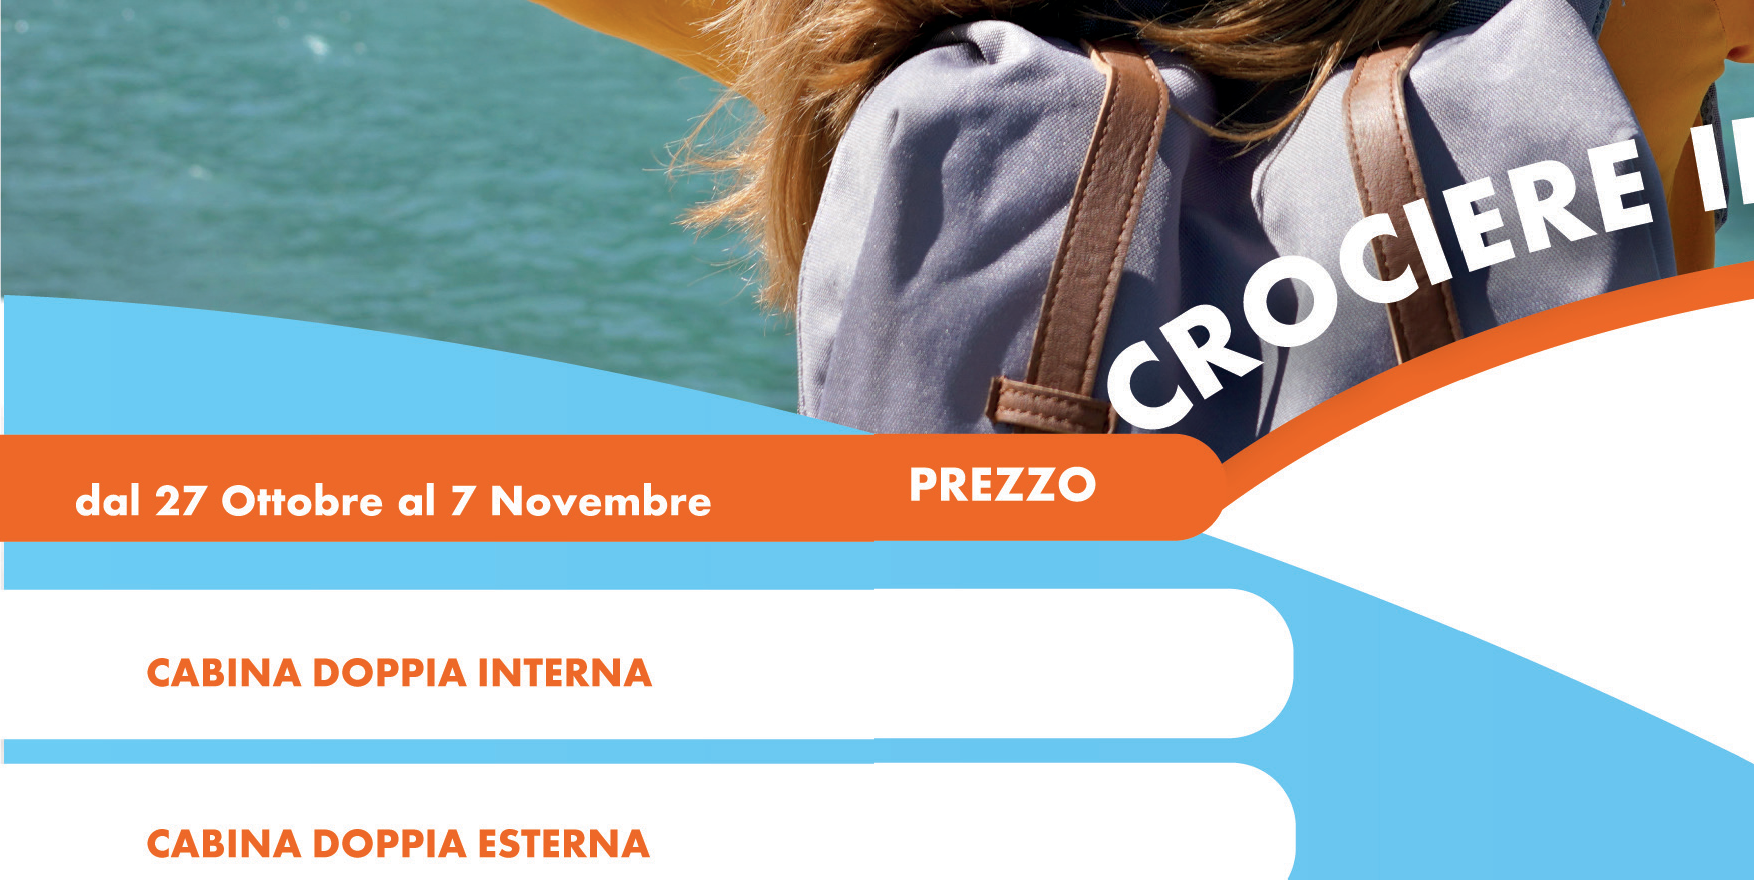 CROCIERE
dal 27 Ottobre al 7 Novembre
PREZZO
CABINA DOPPIA INTERNA
CABINA DOPPIA ESTERNA